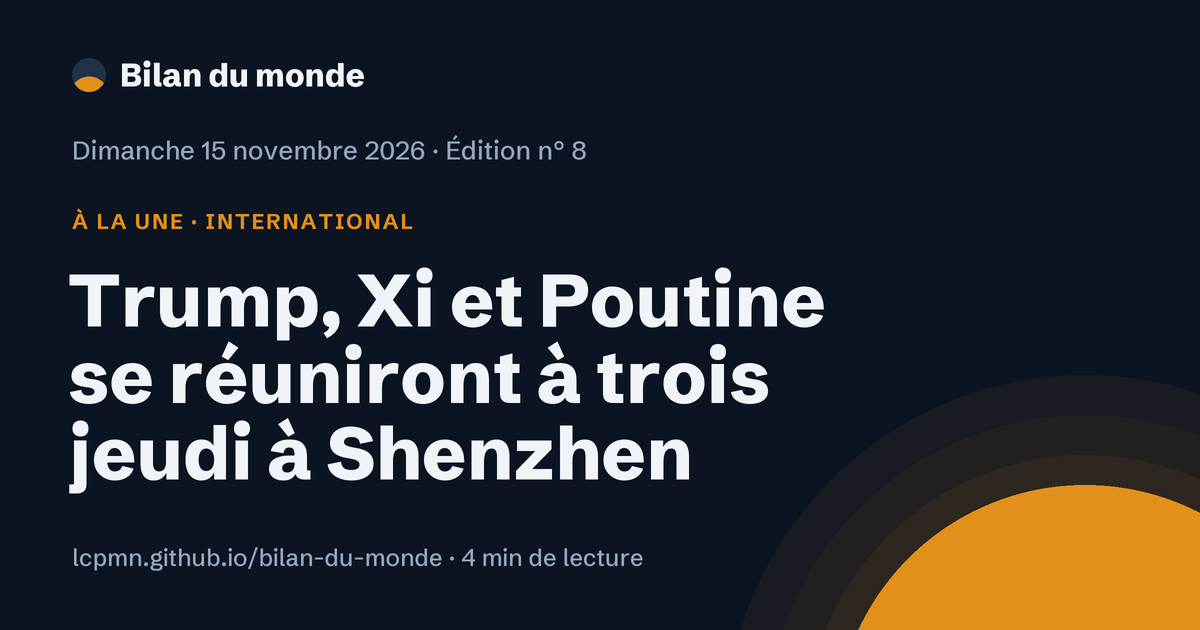 Bilan du monde
Dimanche 15 novembre 2026 · Édition n° 8
À LA UNE · INTERNATIONAL
Trump, Xi et Poutine
se réuniront à trois
jeudi à Shenzhen
lcpmn.github.io/bilan-du-monde · 4 min de lecture